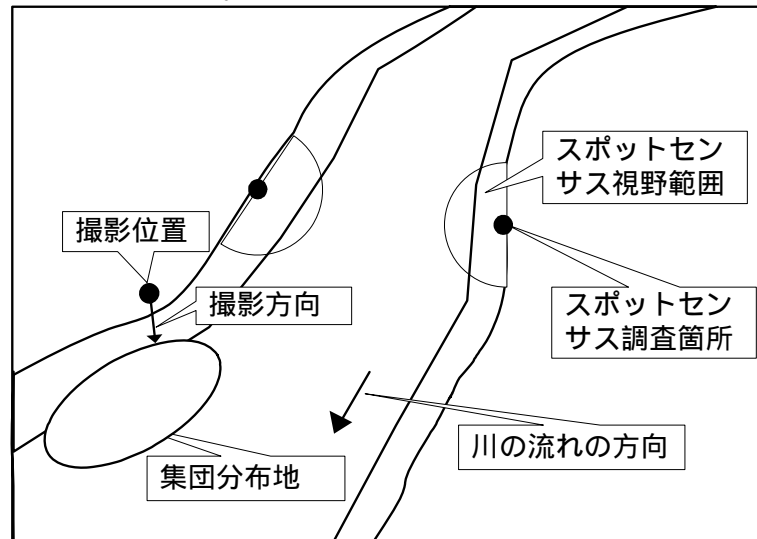 スポットセン
サス視野範囲
撮影位置
撮影方向
スポットセン
サス調査箇所
川の流れの方向
集団分布地